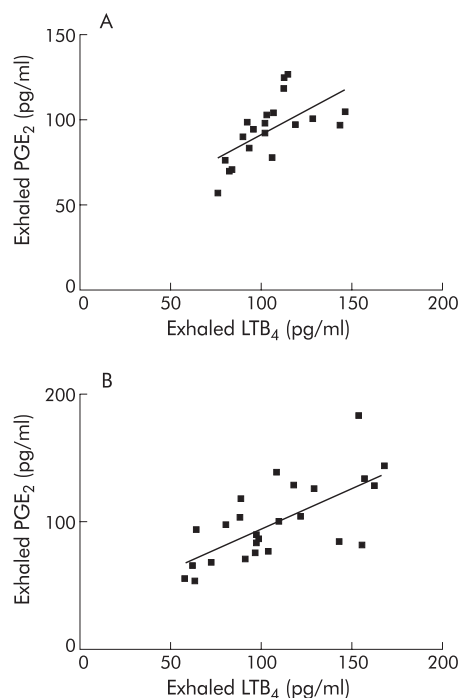 A
150
100
50
0
Exhaled PGE₂ (pg/ml)
0 50 100 150 200
Exhaled LTB₄ (pg/ml)
B
200
100
0
Exhaled PGE₂ (pg/ml)
0 50 100 150 200
Exhaled LTB₄ (pg/ml)